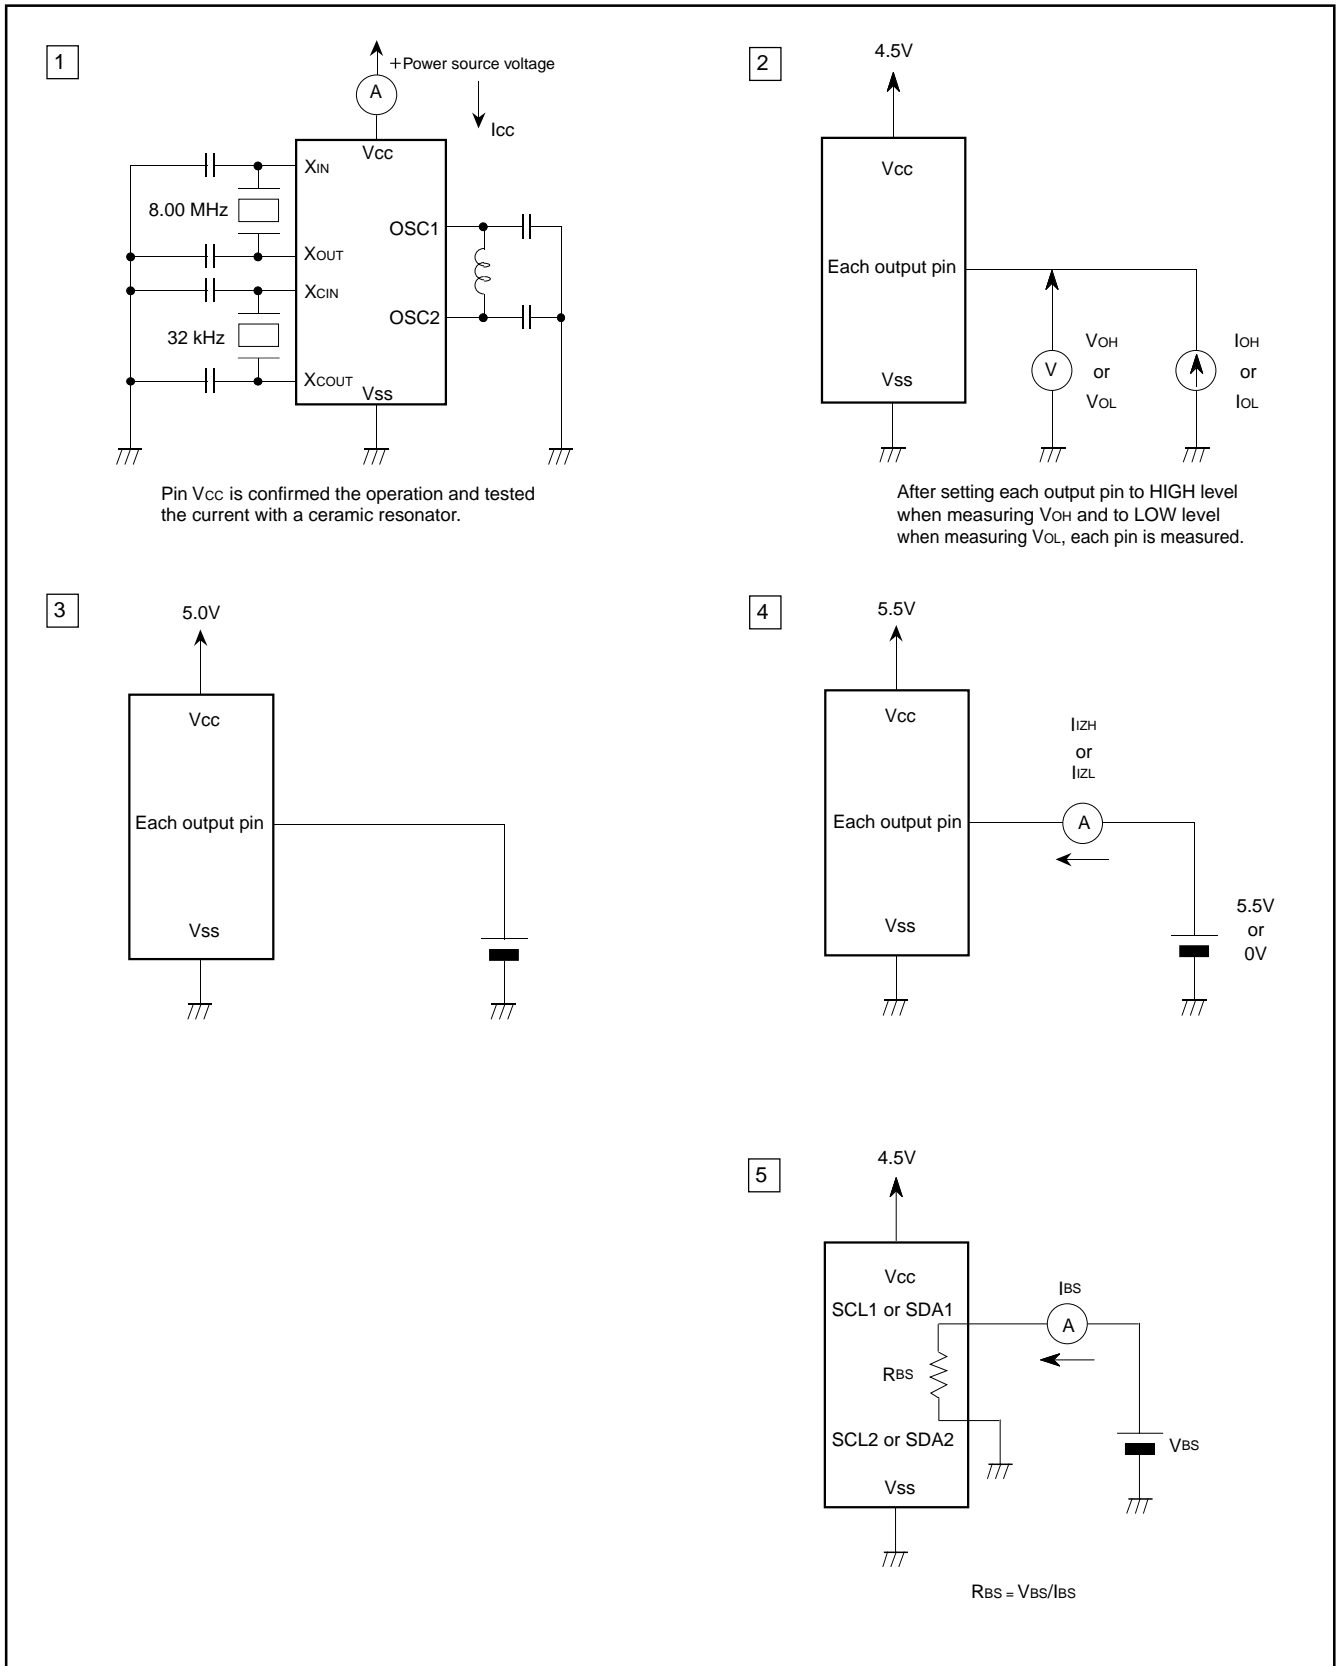 1
+Power source voltage
A
Icc
Vcc
XIN
8.00 MHz
OSC1
XOUT
XCIN
OSC2
32 kHz
XCOUT
Vss
Pin Vcc is confirmed the operation and tested
the current with a ceramic resonator.
2
4.5V
Vcc
Each output pin
VOH
or
VOL
V
IOH
or
IOL
Vss
After setting each output pin to HIGH level
when measuring VOH and to LOW level
when measuring VOL, each pin is measured.
3
5.0V
Vcc
Each output pin
Vss
4
5.5V
Vcc
IIZH
or
IIZL
Each output pin
A
Vss
5.5V
or
0V
5
4.5V
Vcc
IBS
SCL1 or SDA1
A
RBS
SCL2 or SDA2
VBS
Vss
RBS = VBS/IBS